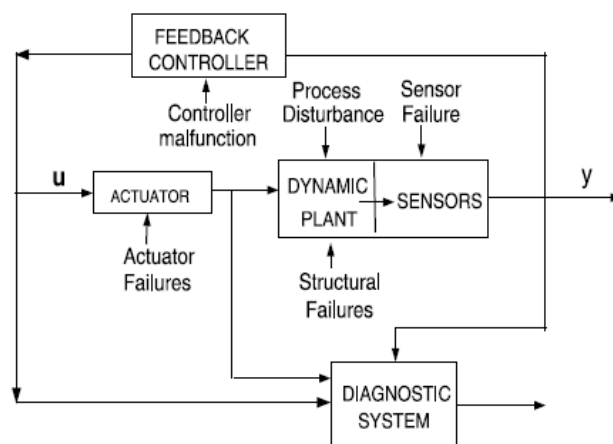 FEEDBACK
CONTROLLER
Controller
malfunction
Process
Disturbance
Sensor
Failure
u
ACTUATOR
DYNAMIC
PLANT
SENSORS
y
Actuator
Failures
Structural
Failures
DIAGNOSTIC
SYSTEM